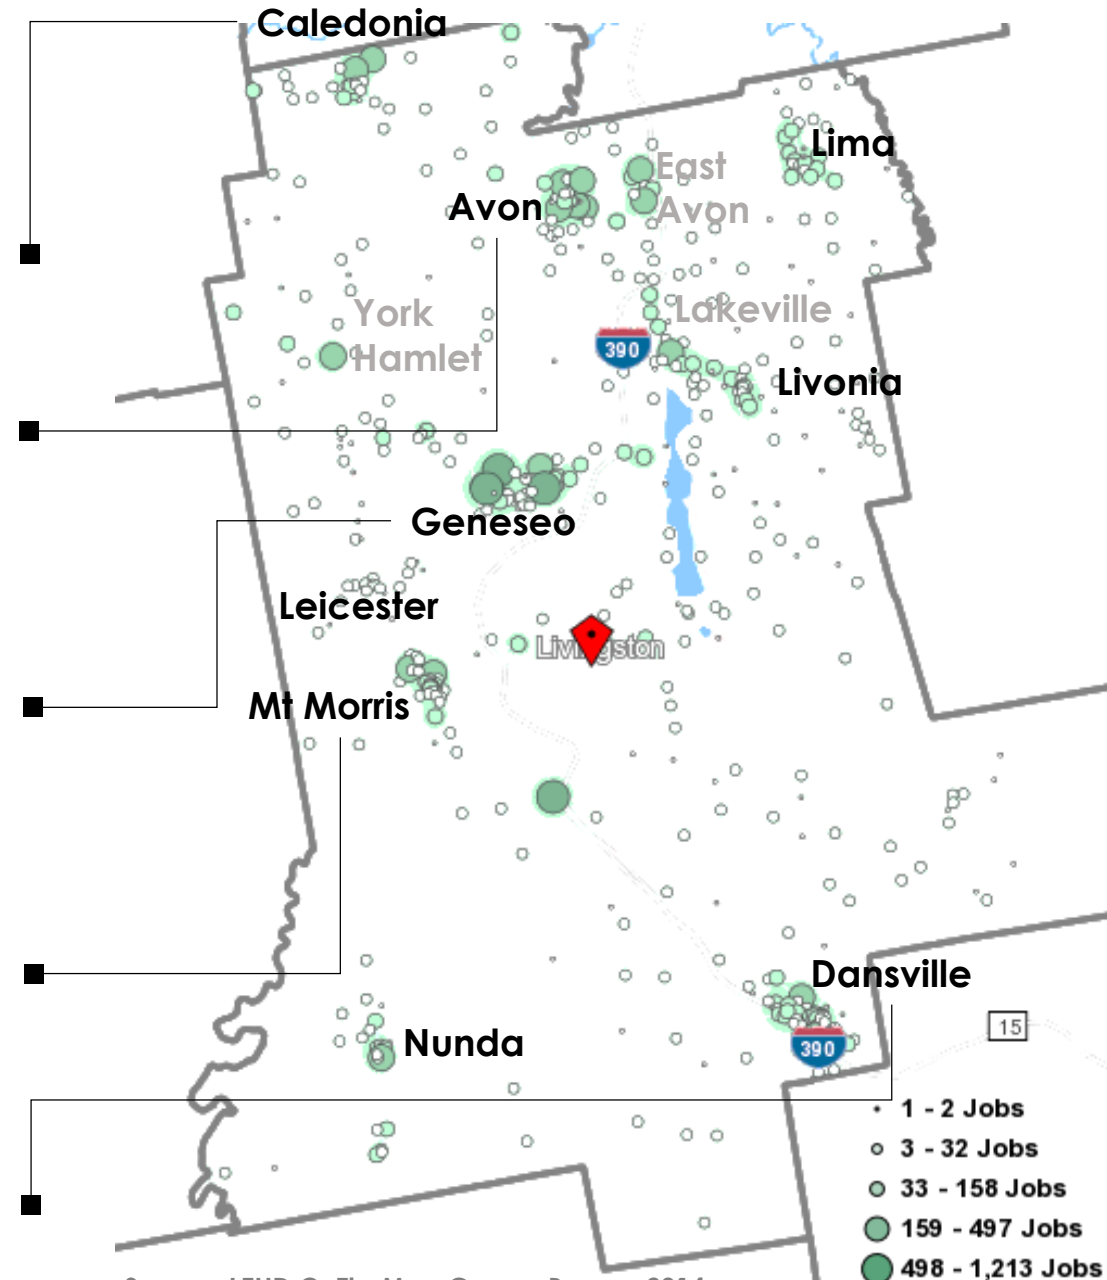 Caledonia
Lima
East
Avon
Avon
York
Hamlet
Lakeville
390
Livonia
Geneseo
Leicester
Livingston
Mt Morris
Dansville
15
Nunda
390
1 - 2 Jobs
3 - 32 Jobs
33 - 158 Jobs
159 - 497 Jobs
498 - 1,213 Jobs